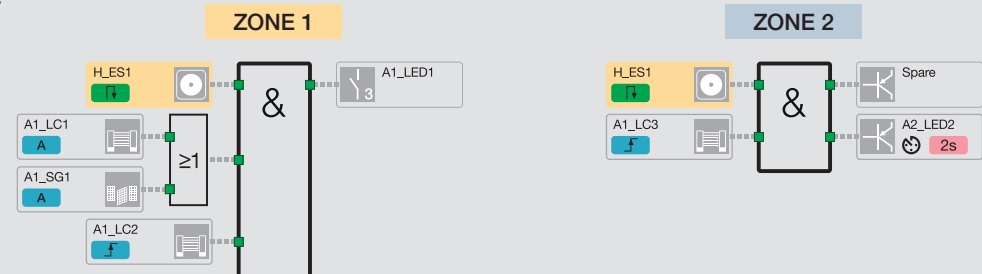 ZONE 1
H_ES1
&
3
A1_LED1
A1_LC1
A
≥1
A1_SG1
A
A1_LC2
ZONE 2
H_ES1
&
Spare
A1_LC3
A2_LED2
2s